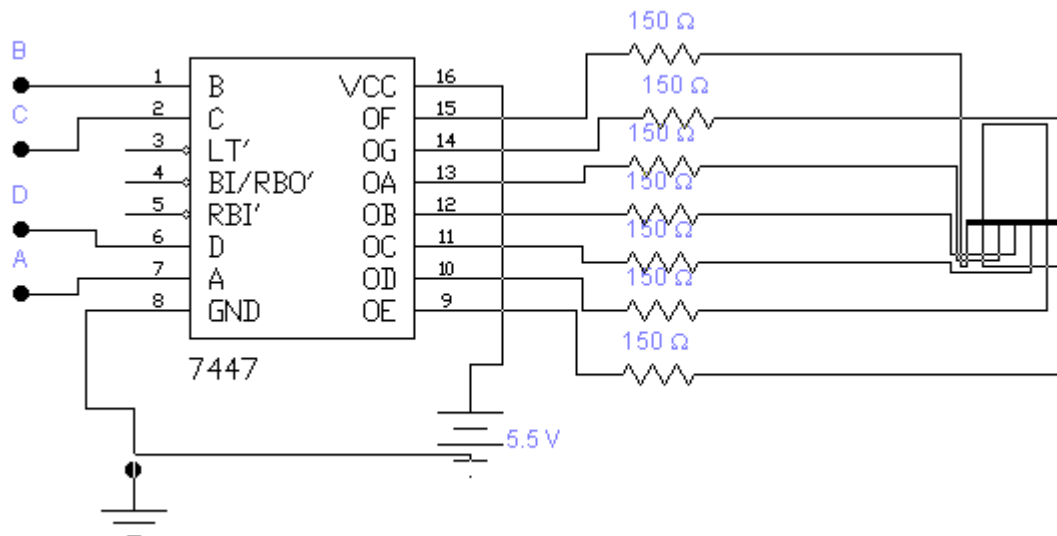 150 Ω
B
1 B VCC 16
150 Ω
C
2 C OF 15
3 LT' OG 14
150 Ω
4 BI/RBO' OA 13
150 Ω
D
5 RBI' OB 12
150 Ω
6 D OC 11
A
7 A OD 10
150 Ω
8 GND OE 9
150 Ω
7447
5.5 V